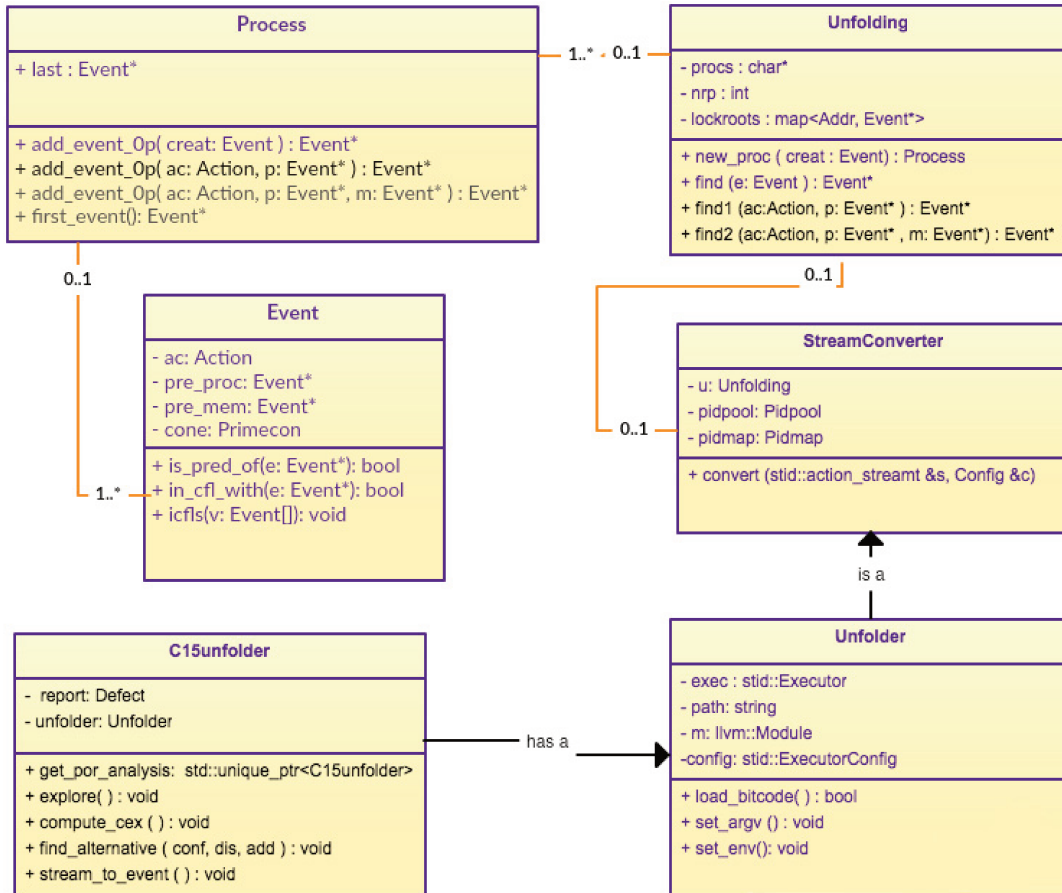 Process
+ last : Event*
+ add_event_0p( creat: Event ) : Event*
+ add_event_0p( ac: Action, p: Event* ) : Event*
+ add_event_0p( ac: Action, p: Event*, m: Event* ) : Event*
+ first_event(): Event*
1..*
0..1
Unfolding
- procs : char*
- nrp : int
- lockroots : map<Addr, Event*>
+ new_proc ( creat : Event) : Process
+ find (e: Event ) : Event*
+ find1 (ac:Action, p: Event* ) : Event*
+ find2 (ac:Action, p: Event* , m: Event*) : Event*
0..1
0..1
Event
- ac: Action
- pre_proc: Event*
- pre_mem: Event*
- cone: Primecon
+ is_pred_of(e: Event*): bool
+ in_cfl_with(e: Event*): bool
+ icfls(v: Event[]): void
1..*
StreamConverter
- u: Unfolding
- pidpool: Pidpool
- pidmap: Pidmap
+ convert (stid::action_streamt &s, Config &c)
0..1
is a
C15unfolder
- report: Defect
- unfolder: Unfolder
+ get_por_analysis: std::unique_ptr<C15unfolder>
+ explore( ) : void
+ compute_cex ( ) : void
+ find_alternative ( conf, dis, add ) : void
+ stream_to_event ( ) : void
has a
Unfolder
- exec : stid::Executor
- path: string
- m: llvm::Module
-config: stid::ExecutorConfig
+ load_bitcode( ) : bool
+ set_argv () : void
+ set_env(): void